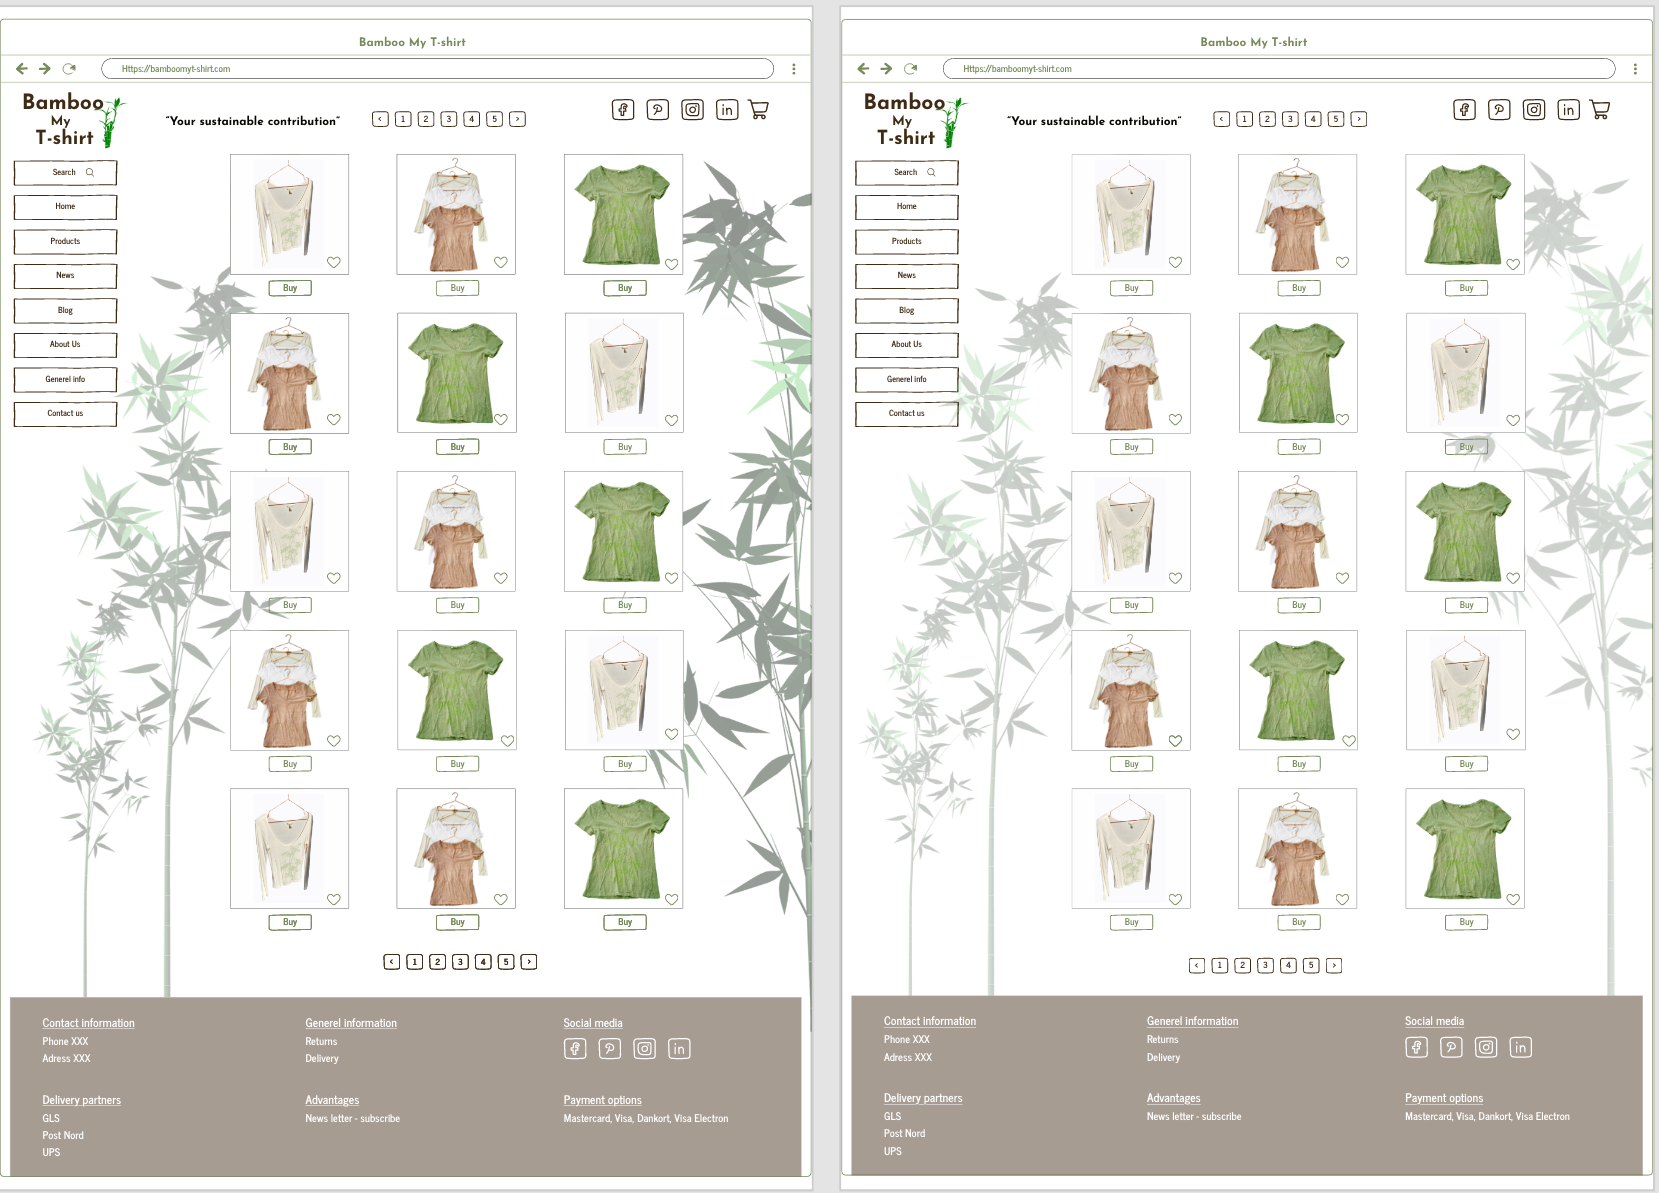 Bamboo My T-shirt
Https://bamboomyt-shirt.com
Bamboo
My
T-shirt
"Your sustainable contribution"
< 1 2 3 4 5 >
Search
Home
Products
News
Blog
About Us
Generel info
Contact us
Buy Buy Buy
Buy Buy Buy
Buy Buy Buy
Buy Buy Buy
Buy Buy Buy
< 1 2 3 4 5 >
Contact information
Phone XXX
Adress XXX
Generel information
Returns
Delivery
Social media
Delivery partners
GLS
Post Nord
UPS
Advantages
News letter - subscribe
Payment options
Mastercard, Visa, Dankort, Visa Electron
Bamboo My T-shirt
Https://bamboomyt-shirt.com
Bamboo
My
T-shirt
"Your sustainable contribution"
< 1 2 3 4 5 >
Search
Home
Products
News
Blog
About Us
Generel info
Contact us
Buy Buy Buy
Buy Buy Buy
Buy Buy Buy
Buy Buy Buy
Buy Buy Buy
< 1 2 3 4 5 >
Contact information
Phone XXX
Adress XXX
Generel information
Returns
Delivery
Social media
Delivery partners
GLS
Post Nord
UPS
Advantages
News letter - subscribe
Payment options
Mastercard, Visa, Dankort, Visa Electron